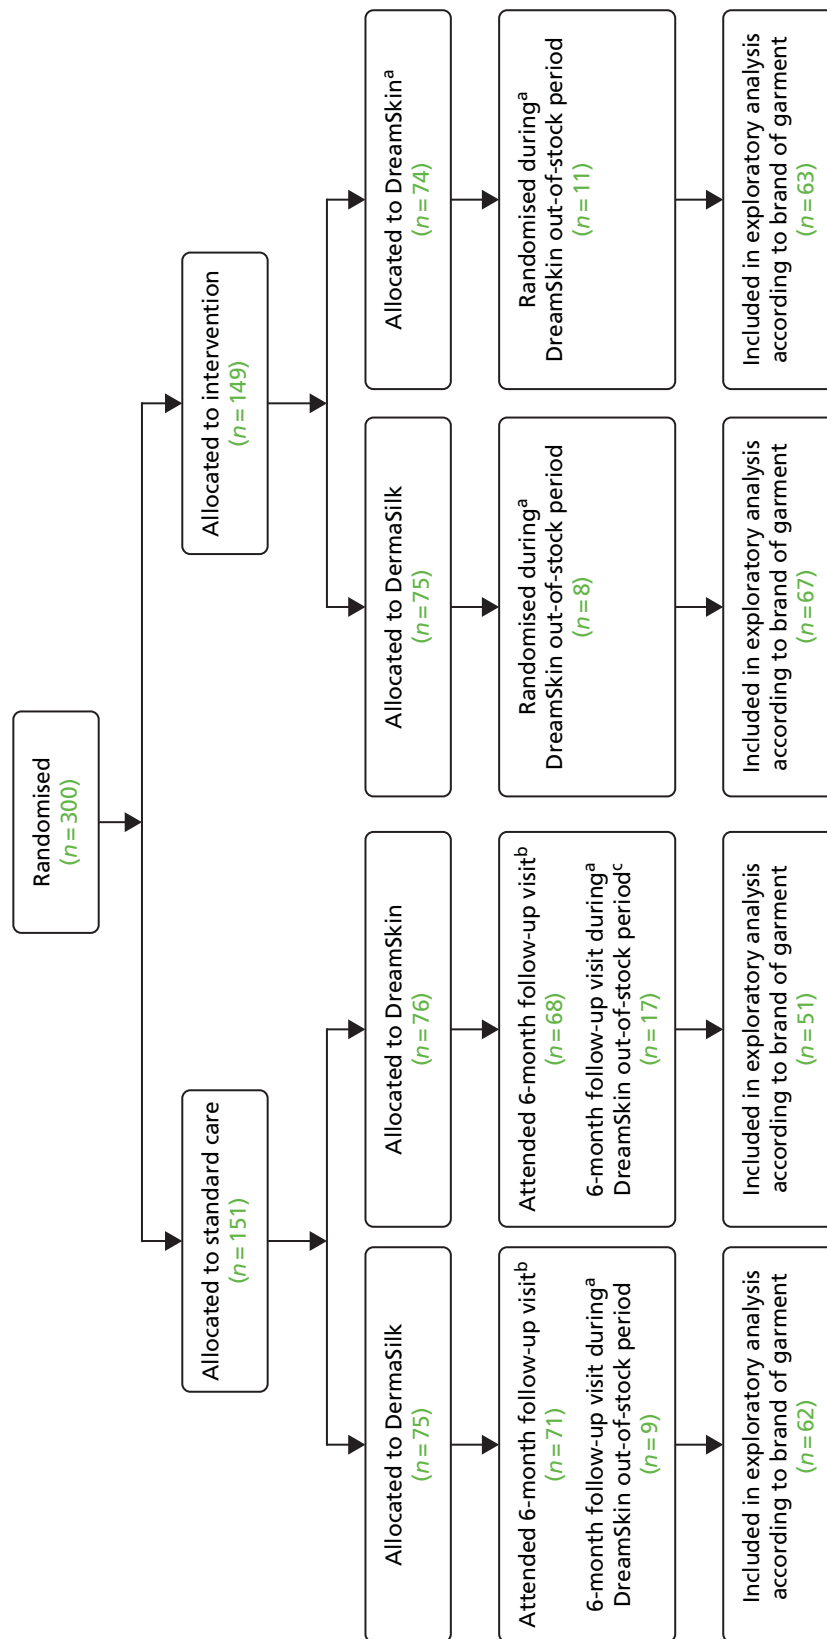 Randomised
(n=300)
Allocated to standard care
(n=151)
Allocated to intervention
(n=149)
Allocated to DermaSilk
(n=75)
Allocated to DreamSkin
(n=76)
Allocated to DermaSilk
(n=75)
Allocated to DreamSkinᵃ
(n=74)
Attended 6-month follow-up visitᵇ
(n=71)
6-month follow-up visit duringᵃ
DreamSkin out-of-stock period
(n=9)
Attended 6-month follow-up visitᵇ
(n=68)
6-month follow-up visit duringᵃ
DreamSkin out-of-stock periodᶜ
(n=17)
Randomised duringᵃ
DreamSkin out-of-stock period
(n=8)
Randomised duringᵃ
DreamSkin out-of-stock period
(n=11)
Included in exploratory analysis
according to brand of garment
(n=62)
Included in exploratory analysis
according to brand of garment
(n=51)
Included in exploratory analysis
according to brand of garment
(n=67)
Included in exploratory analysis
according to brand of garment
(n=63)